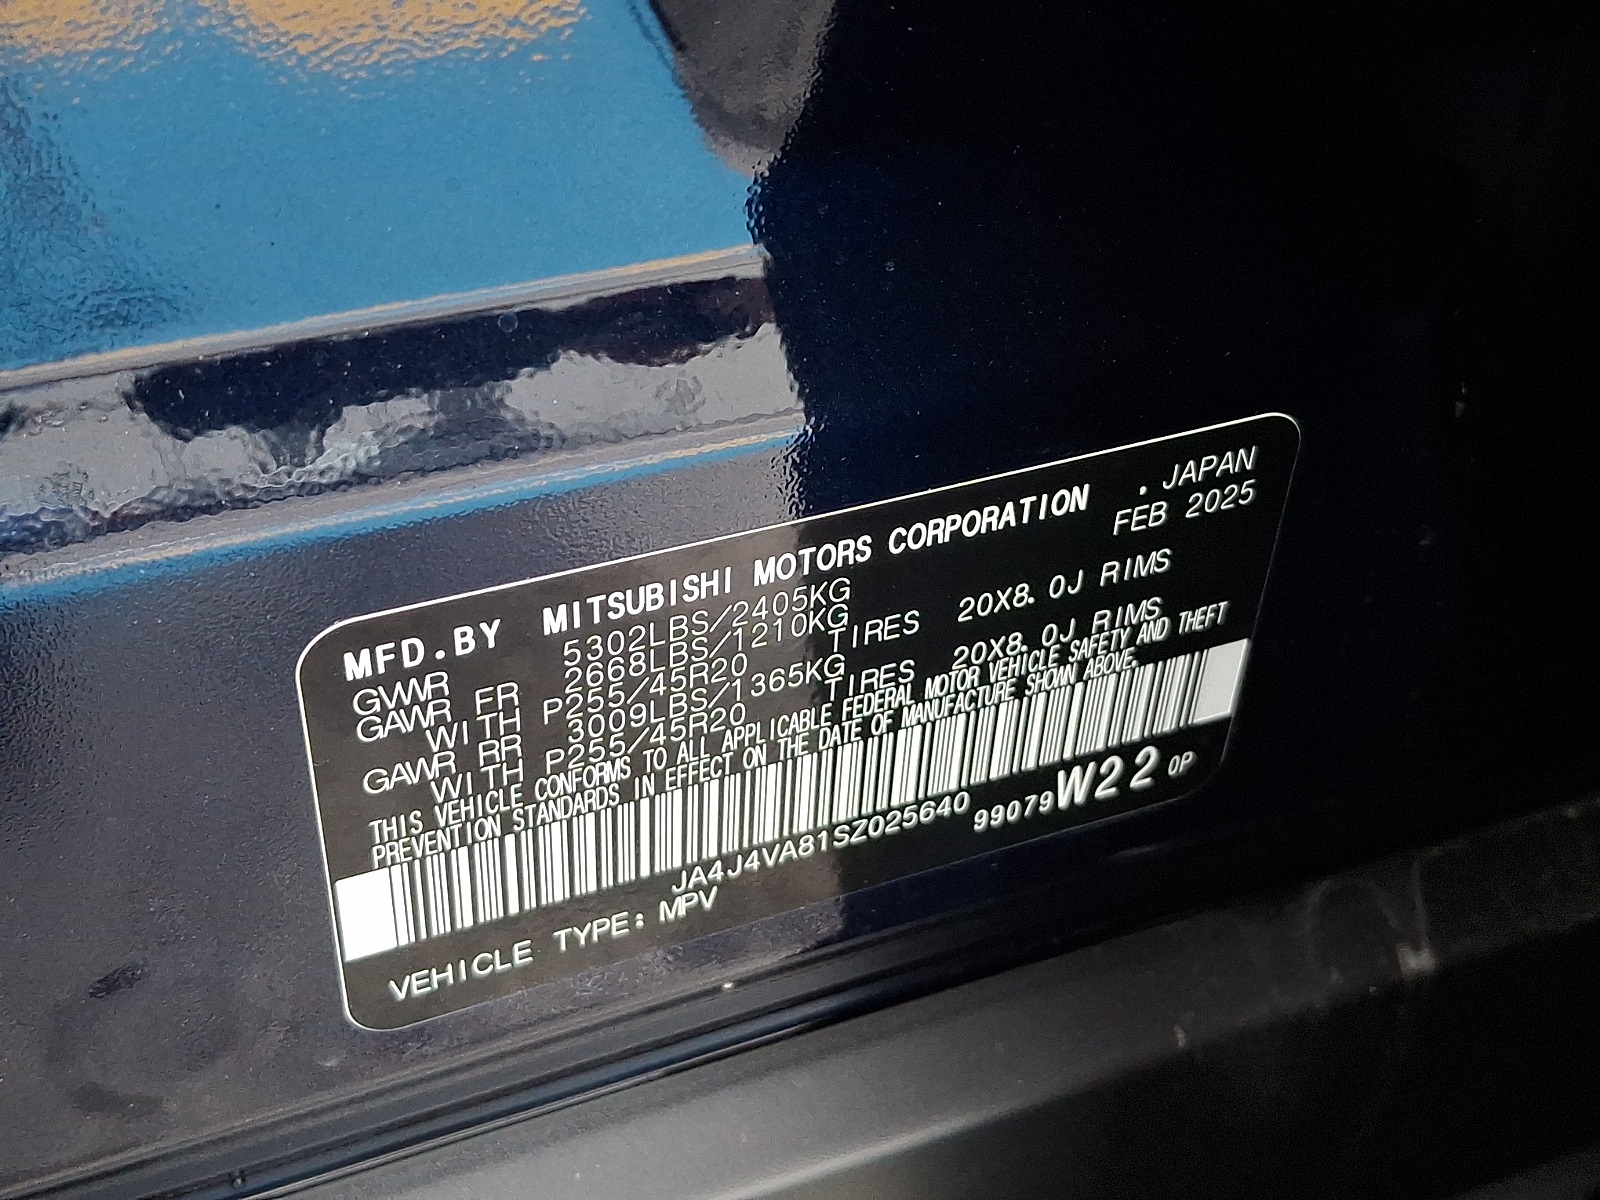 MFD.BY MITSUBISHI MOTORS CORPORATION . JAPAN
FEB 2025
GVWR 5302LBS/2405KG
GAWR FR 2668LBS/1210KG
WITH P255/45R20 TIRES 20X8.0J RIMS
GAWR RR 3009LBS/1365KG
WITH P255/45R20 TIRES 20X8.0J RIMS
THIS VEHICLE CONFORMS TO ALL APPLICABLE FEDERAL MOTOR VEHICLE SAFETY AND THEFT
PREVENTION STANDARDS IN EFFECT ON THE DATE OF MANUFACTURE SHOWN ABOVE.
JA4J4VA81SZ025640 99079W22 0P
VEHICLE TYPE: MPV